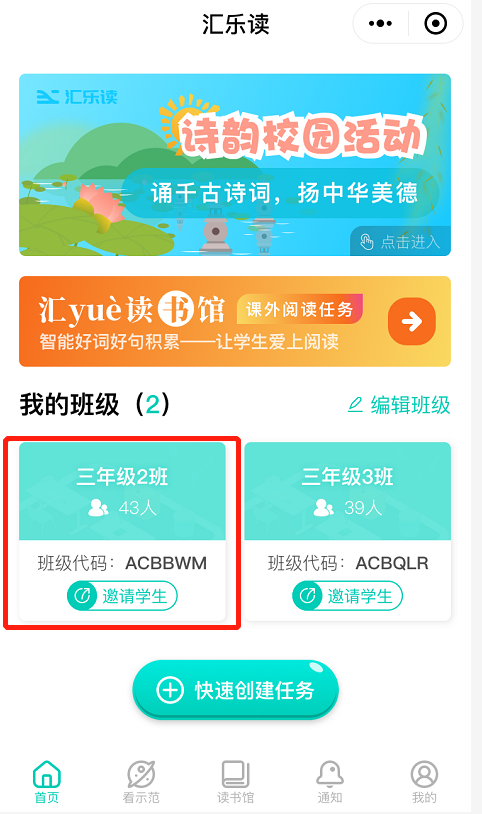 汇乐读
汇乐读
诗韵校园活动
诵千古诗词，扬中华美德
点击进入
汇yuè读书馆 课外阅读任务
智能好词好句积累——让学生爱上阅读
我的班级（2） 编辑班级
三年级2班
43人
班级代码：ACBBWM
邀请学生
三年级3班
39人
班级代码：ACBQLR
邀请学生
快速创建任务
首页 看示范 读书馆 通知 我的